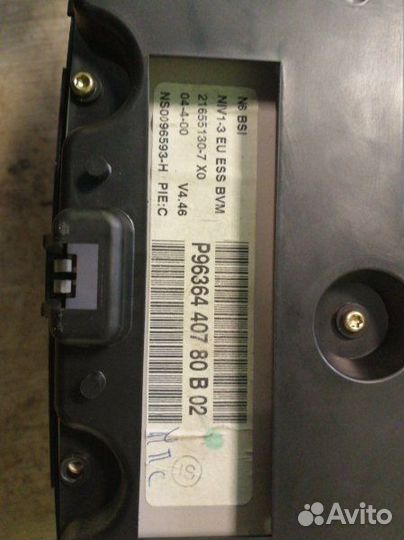 N6 BSI
NIV1-3 EU ESS BVM
21655130-7 X0
04-4-00 V4.46
NS0096593-H PIE:C
P96364 407 80 B 02
Avito